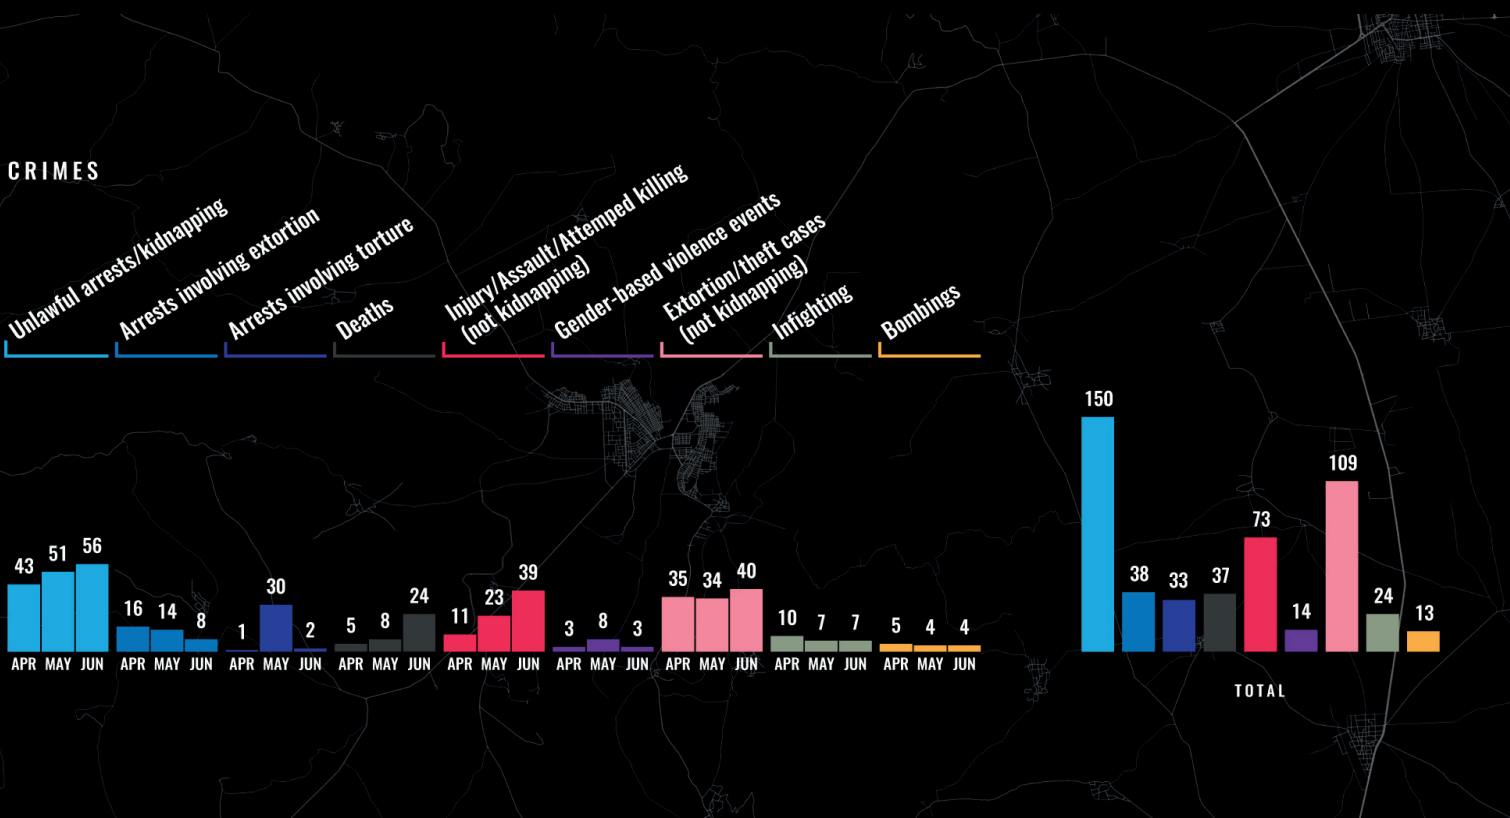 CRIMES
Unlawful arrests/kidnapping
Arrests involving extortion
Arrests involving torture
Deaths
Injury/Assault/Attemped killing
(not kidnapping)
Gender-based violence events
Extortion/theft cases
(not kidnapping)
Infighting
Bombings
43 51 56
APR MAY JUN
16 14 8
APR MAY JUN
1 30 2
APR MAY JUN
5 8 24
APR MAY JUN
11 23 39
APR MAY JUN
3 8 3
APR MAY JUN
35 34 40
APR MAY JUN
10 7 7
APR MAY JUN
5 4 4
APR MAY JUN
150 38 33 37 73 14 109 24 13
TOTAL